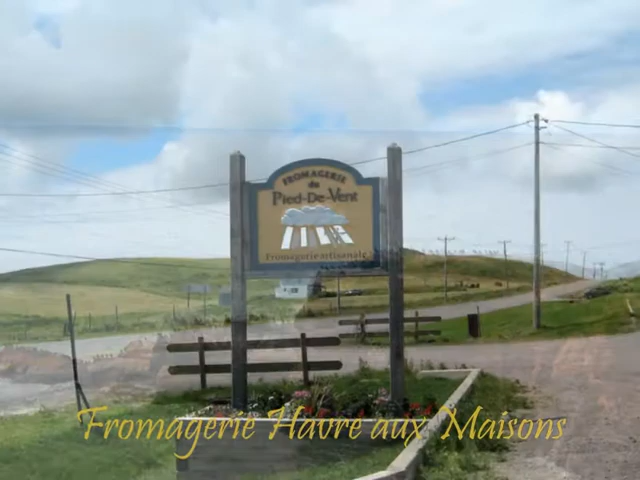 FROMAGERIE
du
Pied-De-Vent
Fromagerie artisanale
Fromagerie Havre aux Maisons